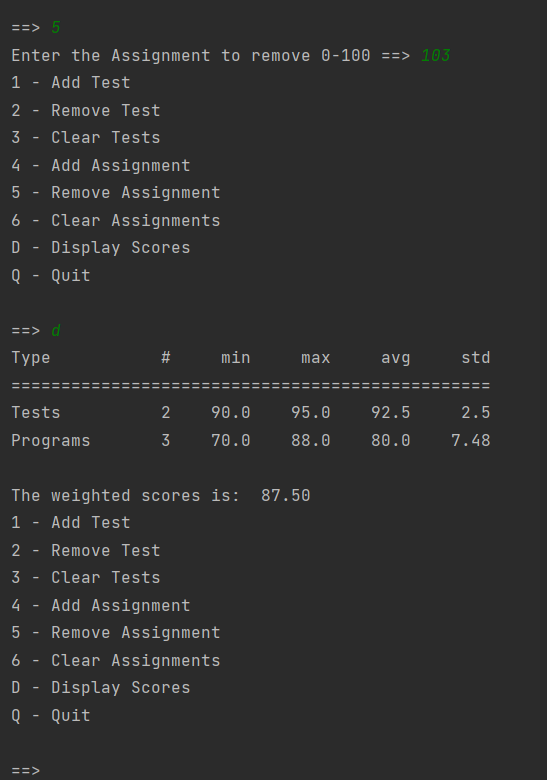 ==> 5
Enter the Assignment to remove 0-100 ==> 103
1 - Add Test
2 - Remove Test
3 - Clear Tests
4 - Add Assignment
5 - Remove Assignment
6 - Clear Assignments
D - Display Scores
Q - Quit

==> d
Type           #     min     max     avg     std
================================================
Tests          2    90.0    95.0    92.5     2.5
Programs       3    70.0    88.0    80.0    7.48

The weighted scores is:  87.50
1 - Add Test
2 - Remove Test
3 - Clear Tests
4 - Add Assignment
5 - Remove Assignment
6 - Clear Assignments
D - Display Scores
Q - Quit

==>